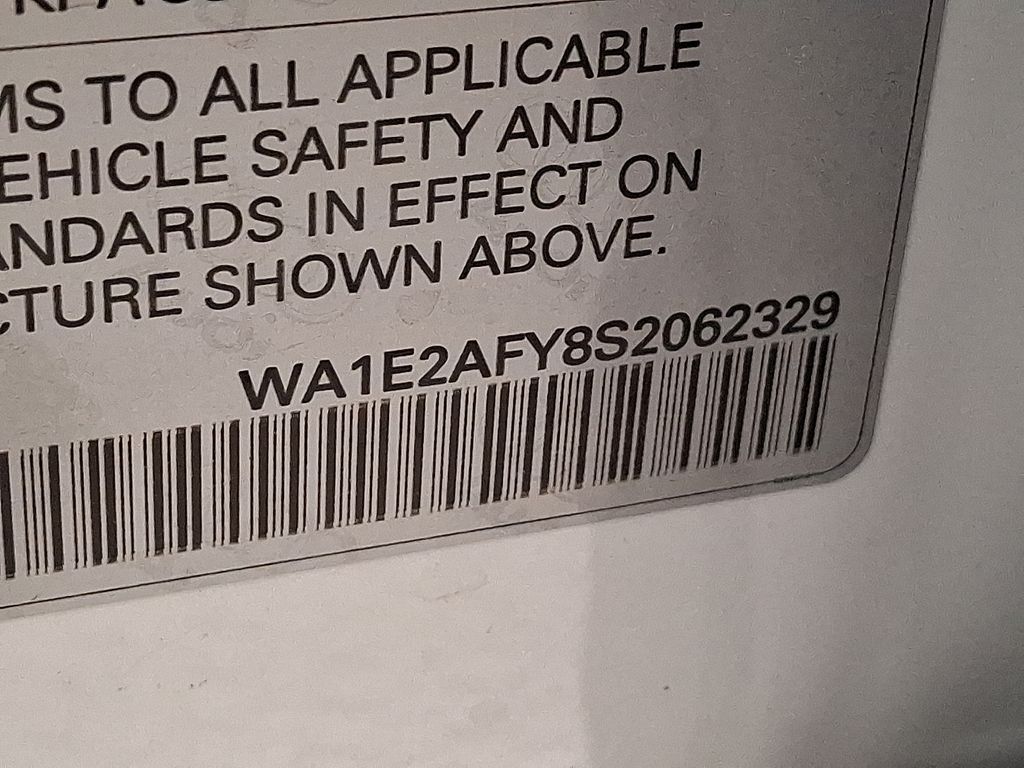 MS TO ALL APPLICABLE
EHICLE SAFETY AND
ANDARDS IN EFFECT ON
CTURE SHOWN ABOVE.
WA1E2AFY8S2062329